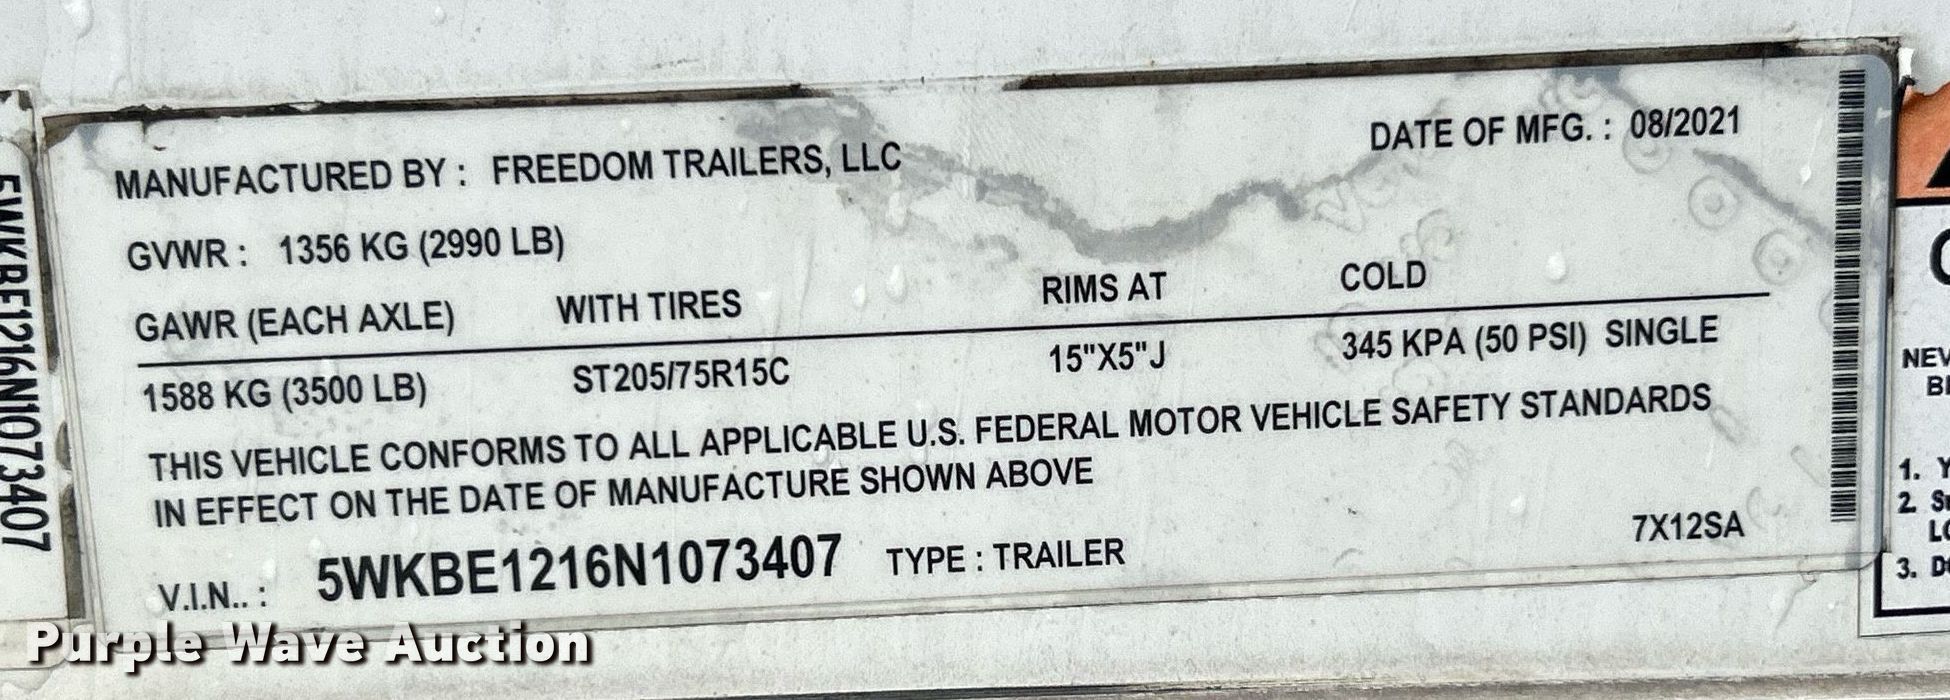 MANUFACTURED BY : FREEDOM TRAILERS, LLC DATE OF MFG. : 08/2021
GVWR : 1356 KG (2990 LB)
GAWR (EACH AXLE) WITH TIRES RIMS AT COLD
1588 KG (3500 LB) ST205/75R15C 15"X5"J 345 KPA (50 PSI) SINGLE
THIS VEHICLE CONFORMS TO ALL APPLICABLE U.S. FEDERAL MOTOR VEHICLE SAFETY STANDARDS
IN EFFECT ON THE DATE OF MANUFACTURE SHOWN ABOVE
V.I.N.. : 5WKBE1216N1073407 TYPE : TRAILER 7X12SA
5WKBE1216N1073407
1.
2.
3.
Purple Wave Auction